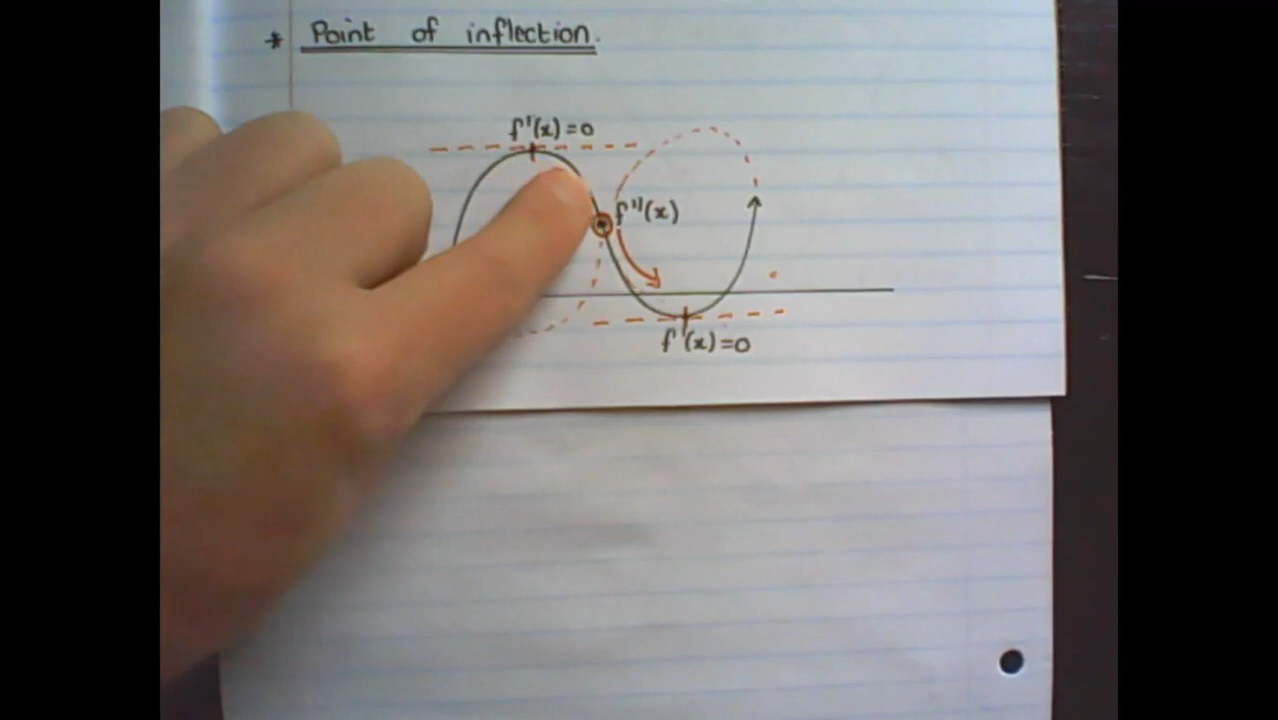 * Point of inflection.
f'(x)=0
f''(x)
f'(x)=0